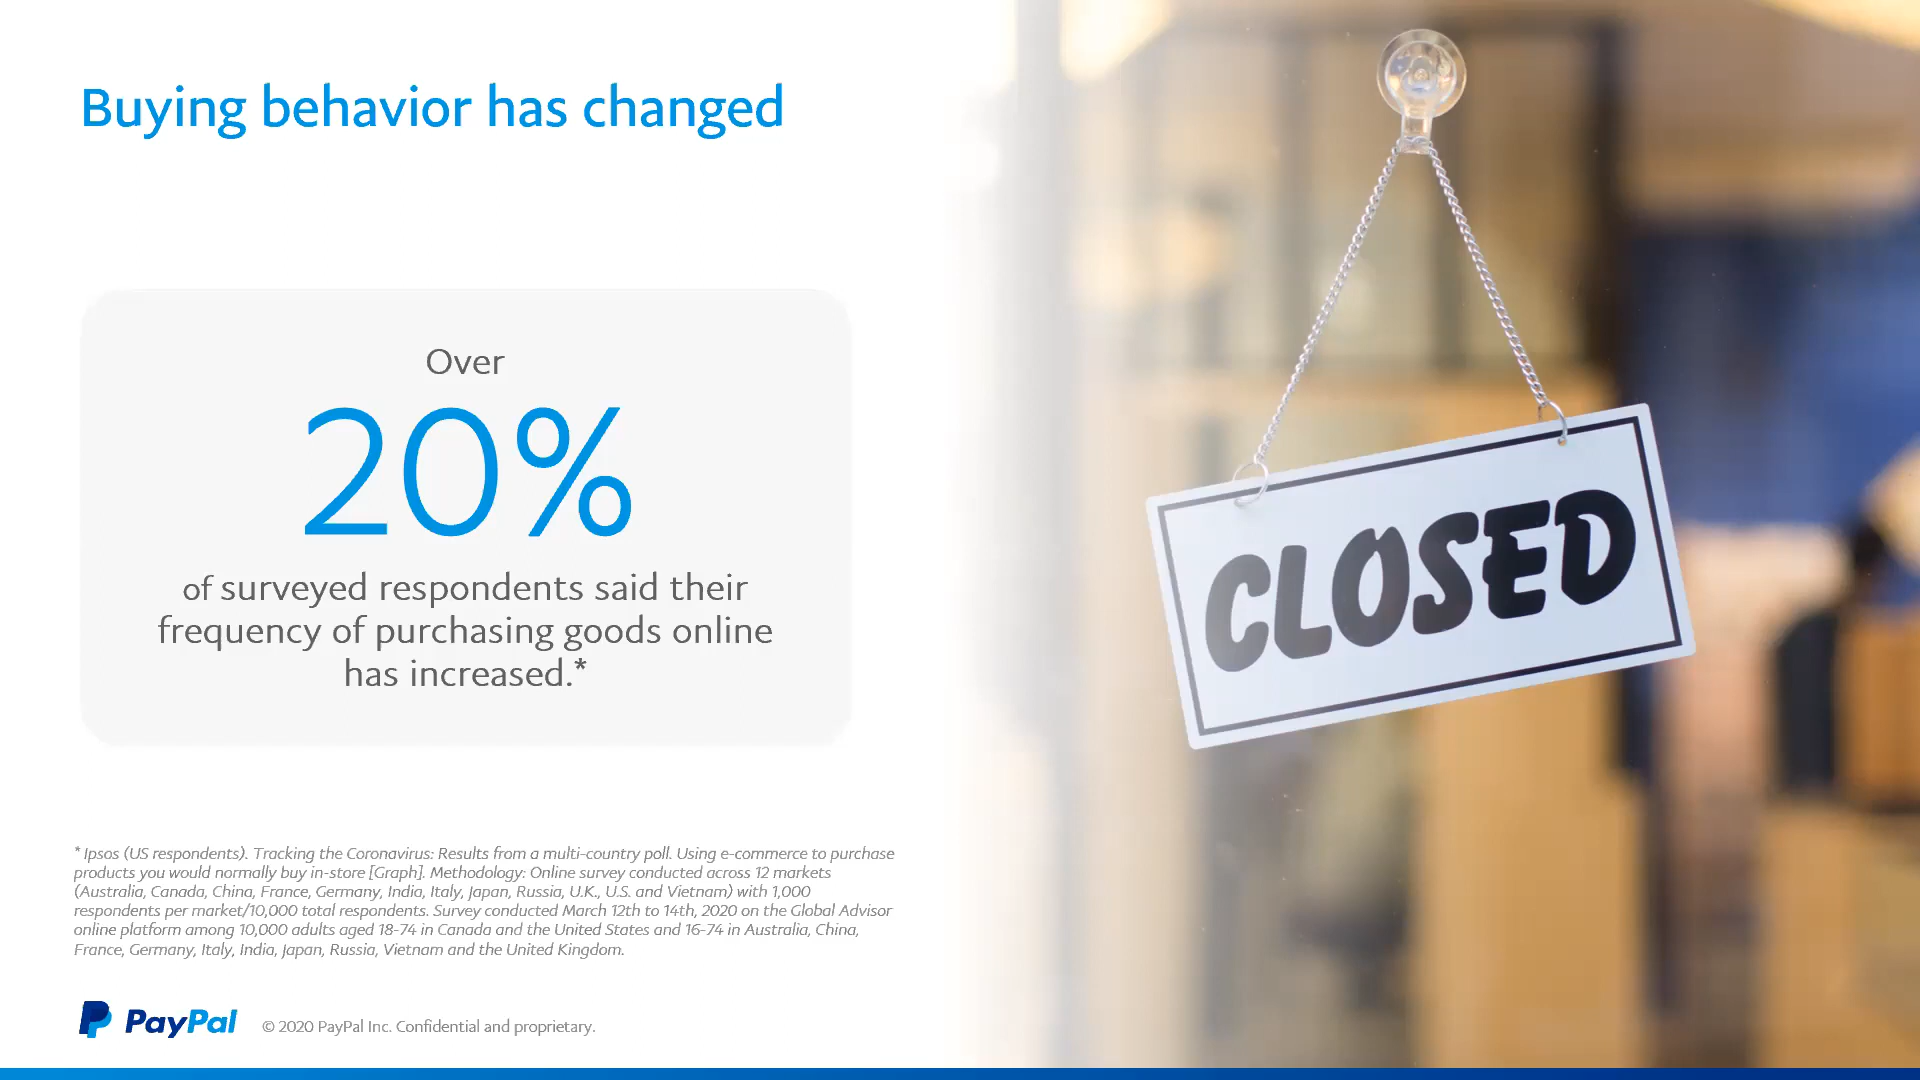 Buying behavior has changed
Over
20%
of surveyed respondents said their
frequency of purchasing goods online
has increased.*
CLOSED
* Ipsos (US respondents). Tracking the Coronavirus: Results from a multi-country poll. Using e-commerce to purchase
products you would normally buy in-store [Graph]. Methodology: Online survey conducted across 12 markets
(Australia, Canada, China, France, Germany, India, Italy, Japan, Russia, U.K., U.S. and Vietnam) with 1,000
respondents per market/10,000 total respondents. Survey conducted March 12th to 14th, 2020 on the Global Advisor
online platform among 10,000 adults aged 18-74 in Canada and the United States and 16-74 in Australia, China,
France, Germany, Italy, India, Japan, Russia, Vietnam and the United Kingdom.
PayPal © 2020 PayPal Inc. Confidential and proprietary.